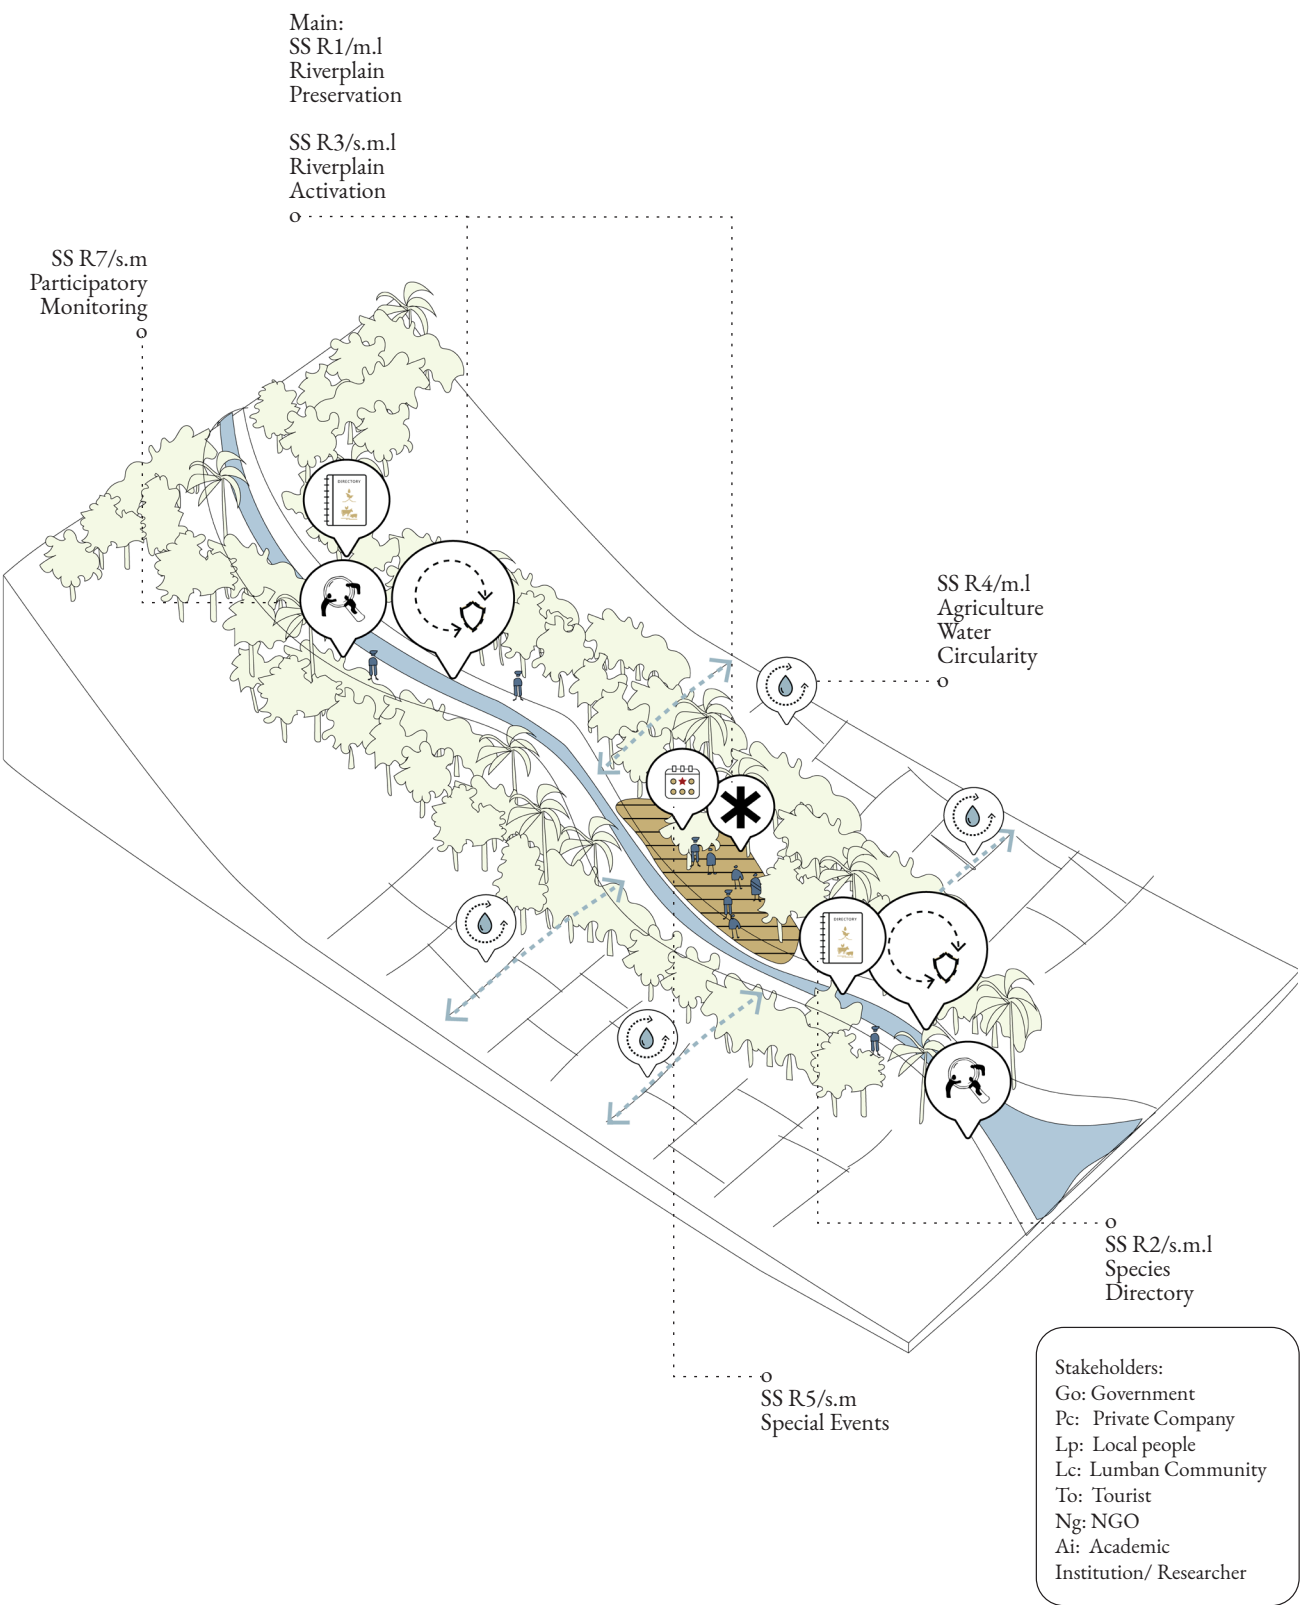 Main:
SS R1/m.l
Riverplain
Preservation
SS R3/s.m.l
Riverplain
Activation
SS R7/s.m
Participatory
Monitoring
DIRECTORY
SS R4/m.l
Agriculture
Water
Circularity
DIRECTORY
SS R2/s.m.l
Species
Directory
SS R5/s.m
Special Events
Stakeholders:
Go: Government
Pc: Private Company
Lp: Local people
Lc: Lumban Community
To: Tourist
Ng: NGO
Ai: Academic
Institution/ Researcher